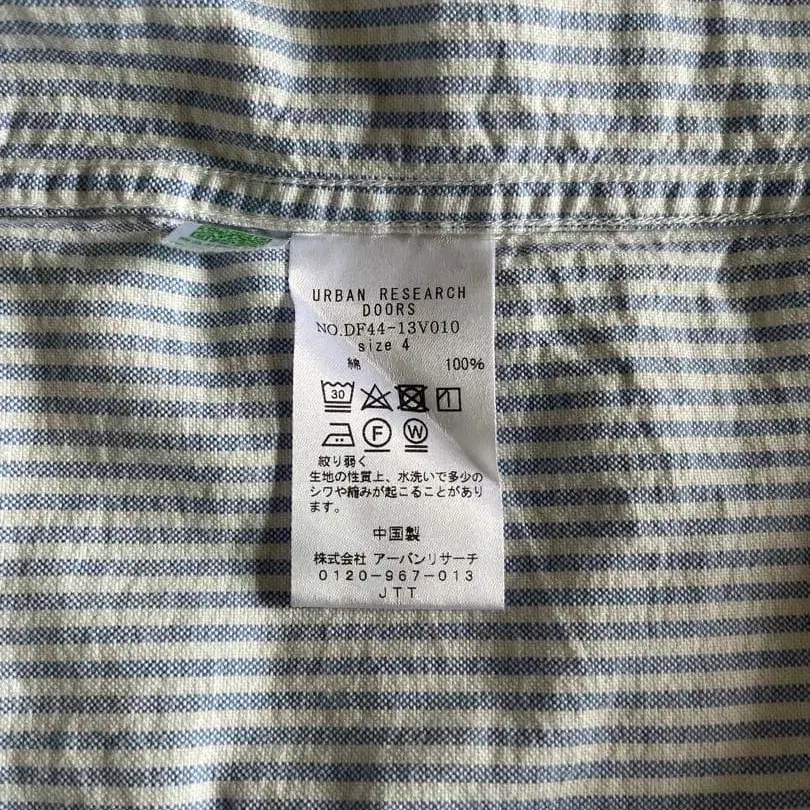 URBAN RESEARCH
DOORS
NO.DF44-13V010
size 4
綿 100%
30
F W
絞り弱く
生地の性質上、水洗いで多少の
シワや縮みが起こることがあり
ます。
中国製
株式会社 アーバンリサーチ
0120-967-013
JTT